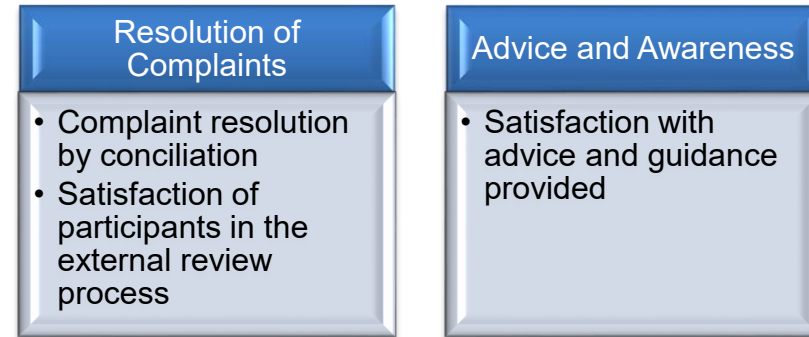 Resolution of
Complaints
• Complaint resolution
by conciliation
• Satisfaction of
participants in the
external review
process
Advice and Awareness
• Satisfaction with
advice and guidance
provided